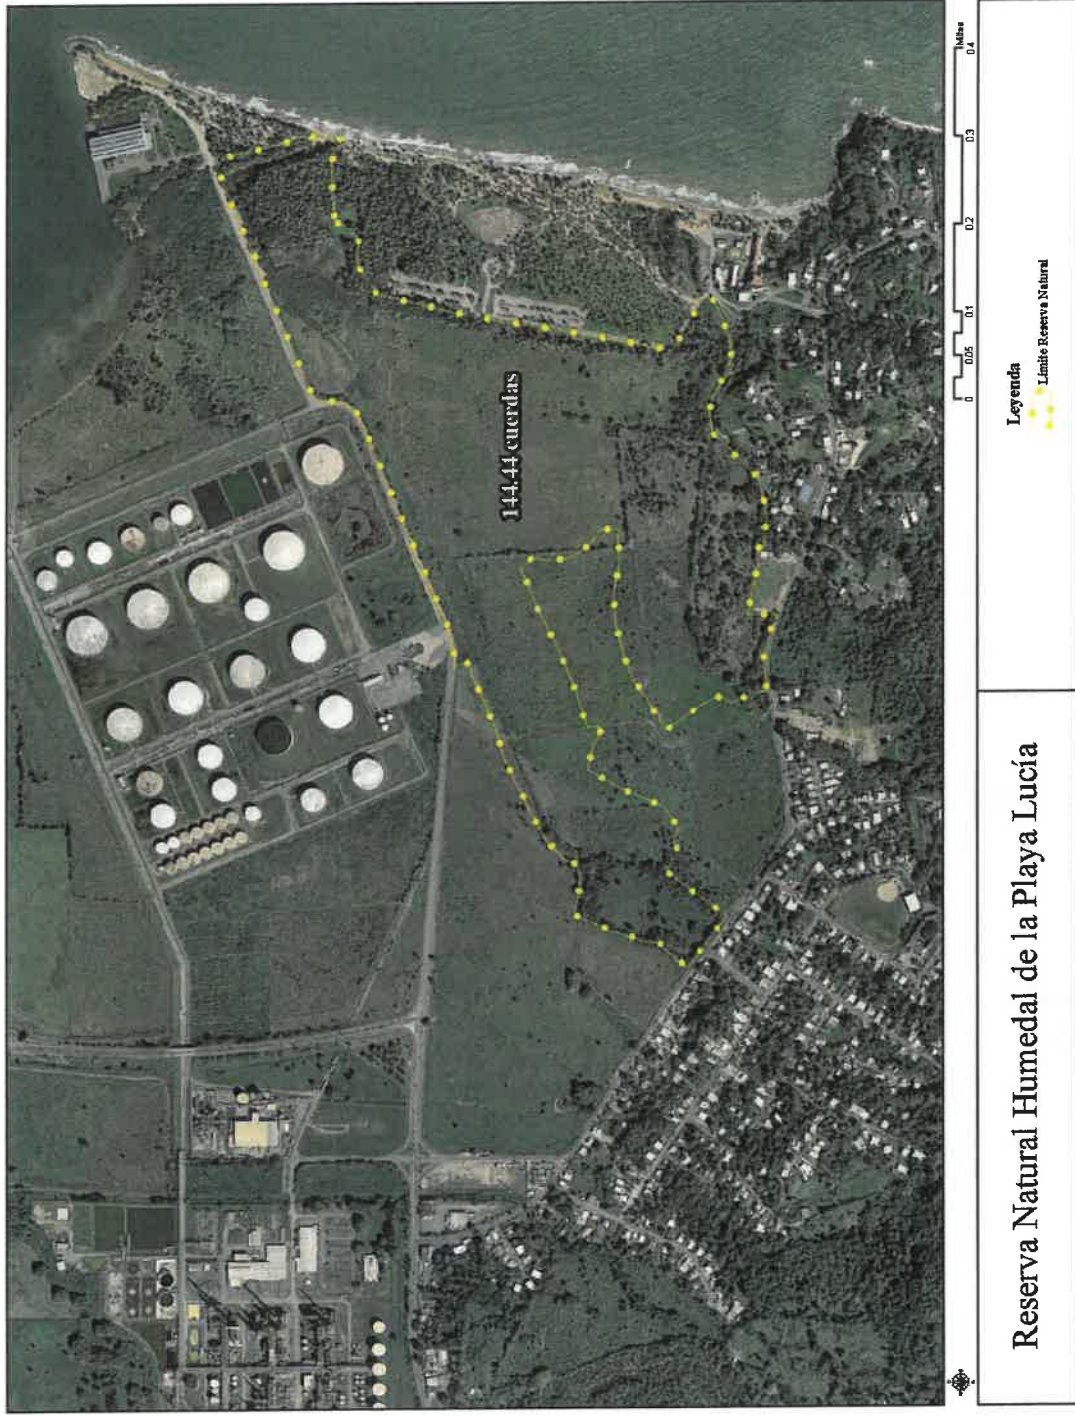 144.44 cuerdas
Reserva Natural Humedal de la Playa Lucía
Leyenda
Límite Reserva Natural
0 0.05 0.1 0.2 0.3 0.4
Miles